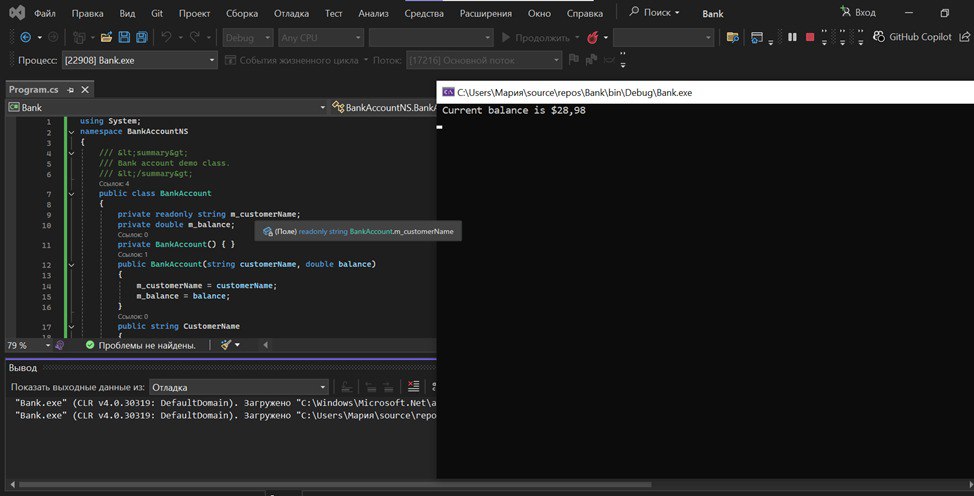 Файл Правка Вид Git Проект Сборка Отладка Тест Анализ Средства Расширения Окно Справка Поиск Bank Вход
Debug Any CPU Продолжить GitHub Copilot
Процесс: [22908] Bank.exe События жизненного цикла Поток: [17216] Основной поток
Program.cs
Bank BankAccountNS.BankA
1 using System;
2 namespace BankAccountNS
3 {
4 /// &lt;summary&gt;
5 /// Bank account demo class.
6 /// &lt;/summary&gt;
Ссылок: 4
7 public class BankAccount
8 {
9 private readonly string m_customerName;
10 private double m_balance;
Ссылок: 0
(Поле) readonly string BankAccount.m_customerName
11 private BankAccount() { }
Ссылок: 1
12 public BankAccount(string customerName, double balance)
13 {
14 m_customerName = customerName;
15 m_balance = balance;
16 }
Ссылок: 0
17 public string CustomerName
18 {
79 % Проблемы не найдены.
Вывод
Показать выходные данные из: Отладка
"Bank.exe" (CLR v4.0.30319: DefaultDomain). Загружено "C:\Windows\Microsoft.Net\a
"Bank.exe" (CLR v4.0.30319: DefaultDomain). Загружено "C:\Users\Мария\source\repo
C:\Users\Мария\source\repos\Bank\bin\Debug\Bank.exe
Current balance is $28,98